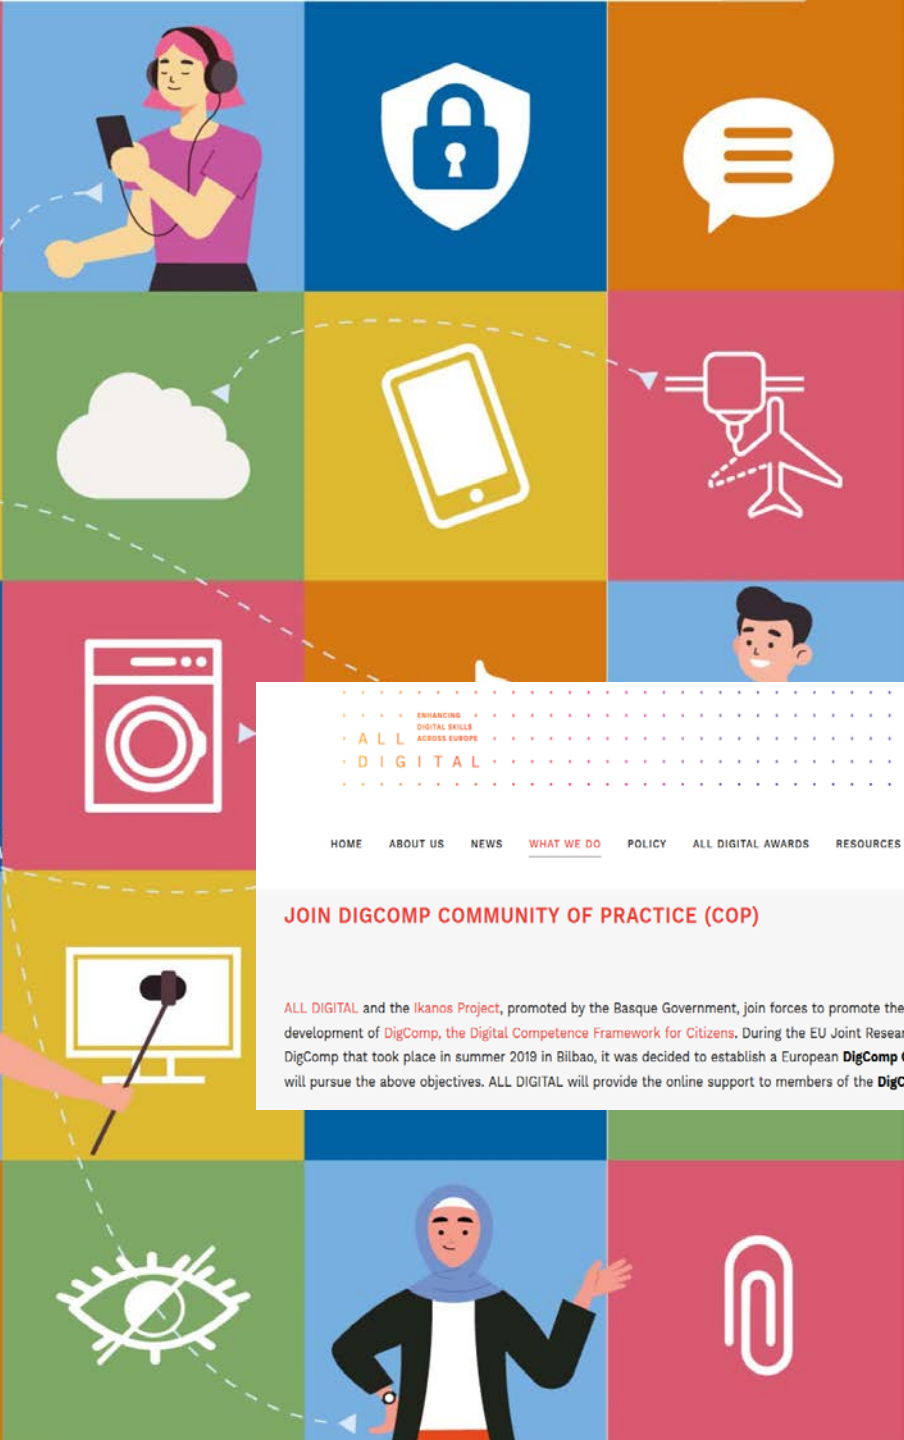 ENHANCING
DIGITAL SKILLS
ACROSS EUROPE
ALL
DIGITAL
HOME ABOUT US NEWS WHAT WE DO POLICY ALL DIGITAL AWARDS RESOURCES
JOIN DIGCOMP COMMUNITY OF PRACTICE (COP)
ALL DIGITAL and the Ikanos Project, promoted by the Basque Government, join forces to promote the
development of DigComp, the Digital Competence Framework for Citizens. During the EU Joint Resear
DigComp that took place in summer 2019 in Bilbao, it was decided to establish a European DigComp
will pursue the above objectives. ALL DIGITAL will provide the online support to members of the DigC